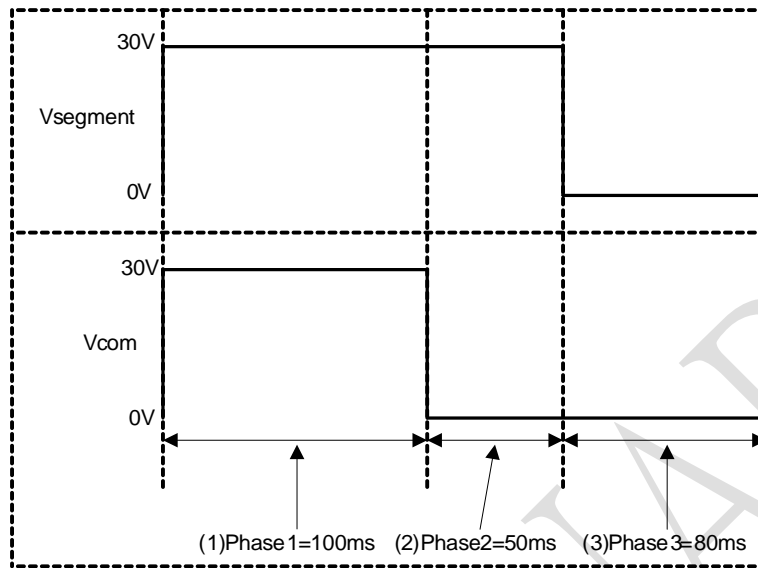 30V
Vsegment
0V
30V
Vcom
0V
(1)Phase1=100ms (2)Phase2=50ms (3)Phase3=80ms